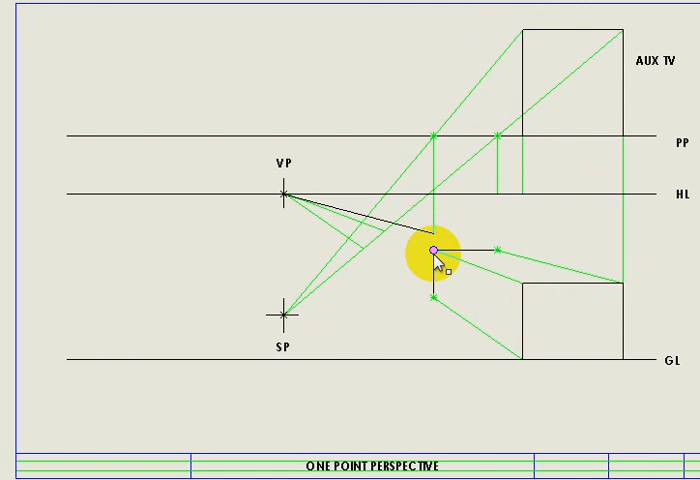 AUX TV
PP
VP
HL
SP
GL
ONE POINT PERSPECTIVE